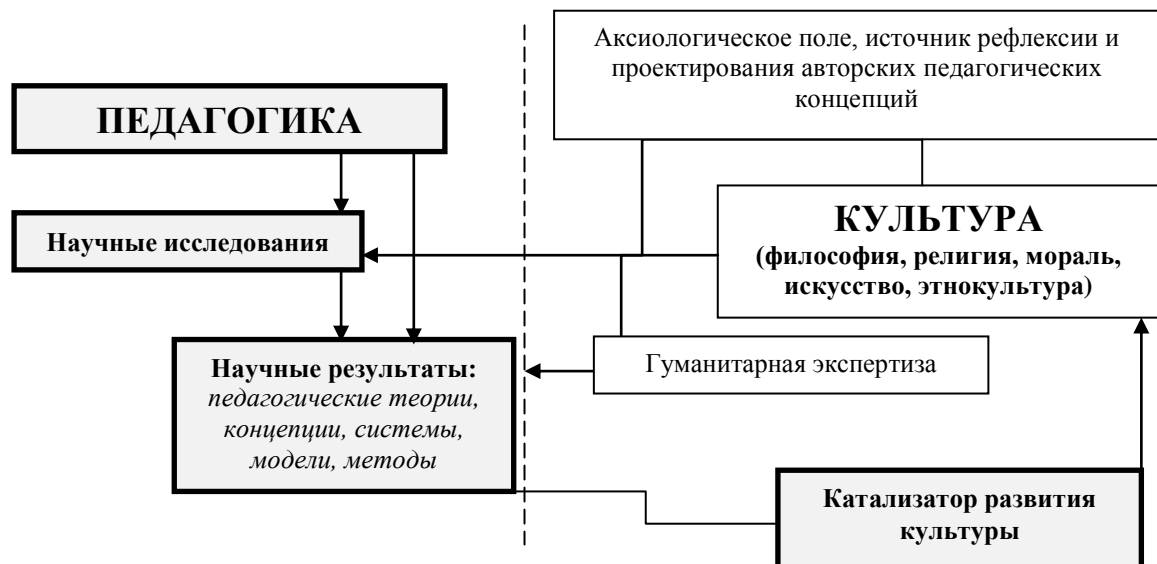 Аксиологическое поле, источник рефлексии и
проектирования авторских педагогических
концепций
ПЕДАГОГИКА
КУЛЬТУРА
(философия, религия, мораль,
искусство, этнокультура)
Научные исследования
Гуманитарная экспертиза
Научные результаты:
педагогические теории,
концепции, системы,
модели, методы
Катализатор развития
культуры